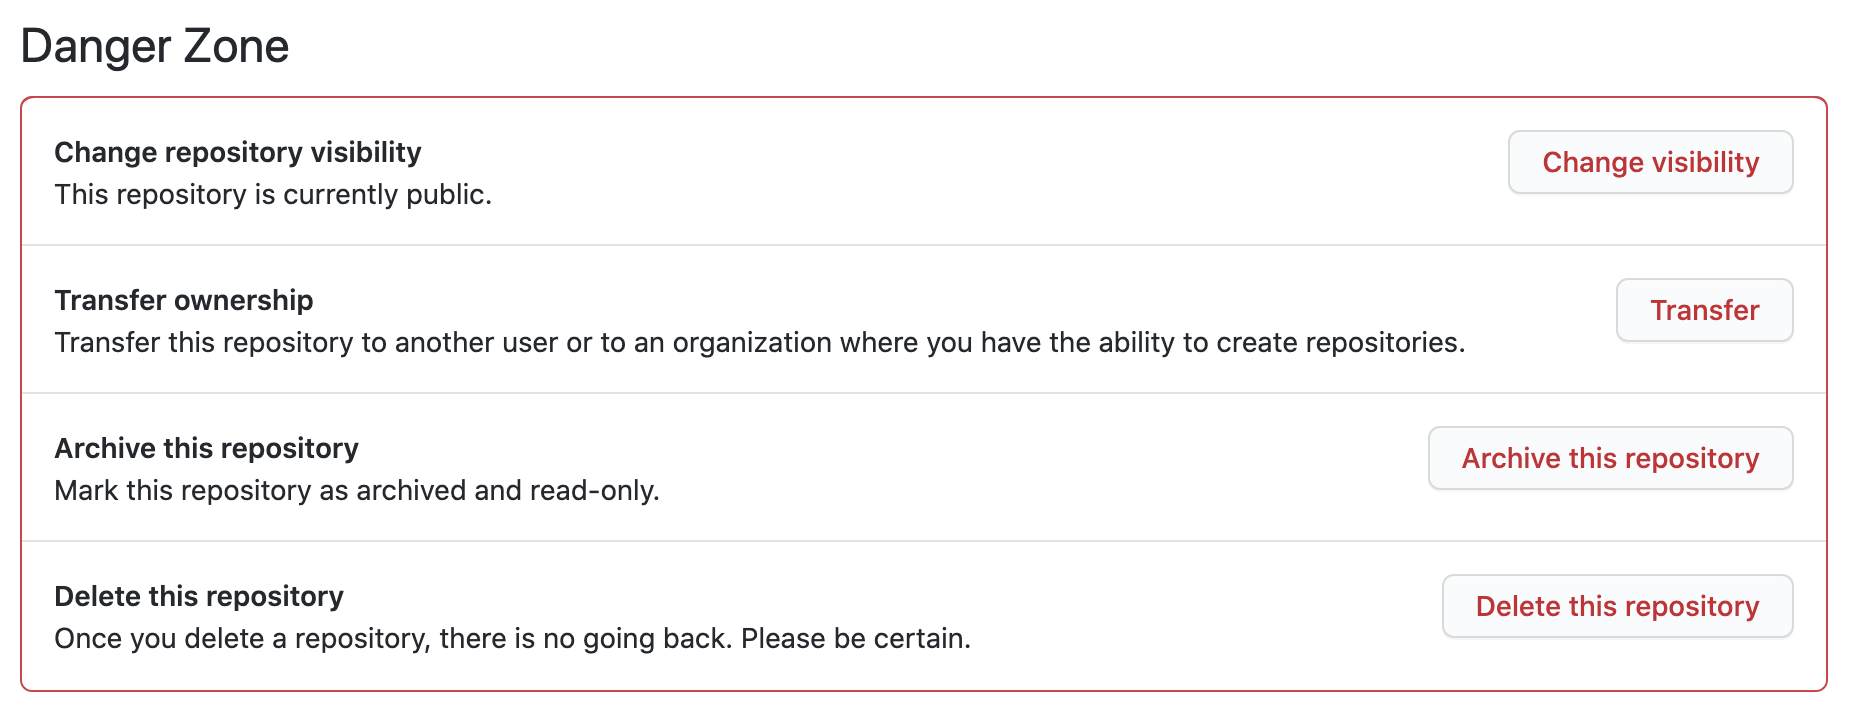 Danger Zone
Change repository visibility
This repository is currently public.
Change visibility
Transfer ownership
Transfer this repository to another user or to an organization where you have the ability to create repositories.
Transfer
Archive this repository
Mark this repository as archived and read-only.
Archive this repository
Delete this repository
Once you delete a repository, there is no going back. Please be certain.
Delete this repository